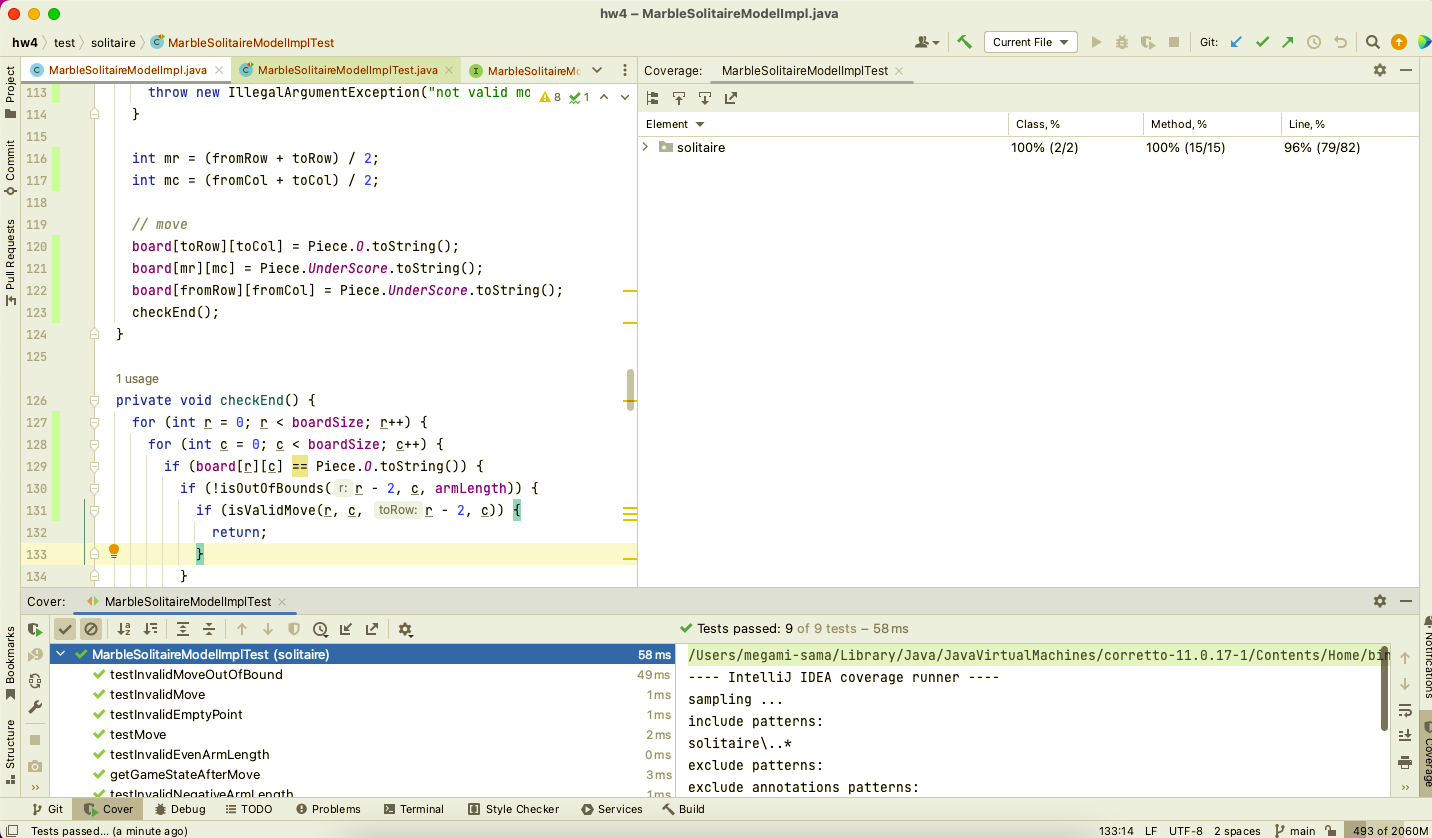 hw4 – MarbleSolitaireModelImpl.java
hw4 test solitaire MarbleSolitaireModelImplTest
Current File
Git:
Project
Commit
Pull Requests
Bookmarks
Structure
MarbleSolitaireModelImpl.java
MarbleSolitaireModelImplTest.java
MarbleSolitaireMo
8 1
113 throw new IllegalArgumentException("not valid mo
114 }
115
116 int mr = (fromRow + toRow) / 2;
117 int mc = (fromCol + toCol) / 2;
118
119 // move
120 board[toRow][toCol] = Piece.O.toString();
121 board[mr][mc] = Piece.UnderScore.toString();
122 board[fromRow][fromCol] = Piece.UnderScore.toString();
123 checkEnd();
124 }
125
1 usage
126 private void checkEnd() {
127 for (int r = 0; r < boardSize; r++) {
128 for (int c = 0; c < boardSize; c++) {
129 if (board[r][c] == Piece.O.toString()) {
130 if (!isOutOfBounds( r: r - 2, c, armLength)) {
131 if (isValidMove(r, c, toRow: r - 2, c)) {
132 return;
133 }
134 }
Coverage: MarbleSolitaireModelImplTest
Element Class, % Method, % Line, %
solitaire 100% (2/2) 100% (15/15) 96% (79/82)
Cover: MarbleSolitaireModelImplTest
Tests passed: 9 of 9 tests – 58 ms
MarbleSolitaireModelImplTest (solitaire) 58 ms
testInvalidMoveOutOfBound 49 ms
testInvalidMove 1 ms
testInvalidEmptyPoint 1 ms
testMove 2 ms
testInvalidEvenArmLength 0 ms
getGameStateAfterMove 3 ms
testInvalidNegativeArmLength 1 ms
/Users/megami-sama/Library/Java/JavaVirtualMachines/corretto-11.0.17-1/Contents/Home/bin
---- IntelliJ IDEA coverage runner ----
sampling ...
include patterns:
solitaire\..*
exclude patterns:
exclude annotations patterns:
Notifications
Coverage
Git Cover Debug TODO Problems Terminal Style Checker Services Build
Tests passed... (a minute ago)
133:14 LF UTF-8 2 spaces main 493 of 2060M